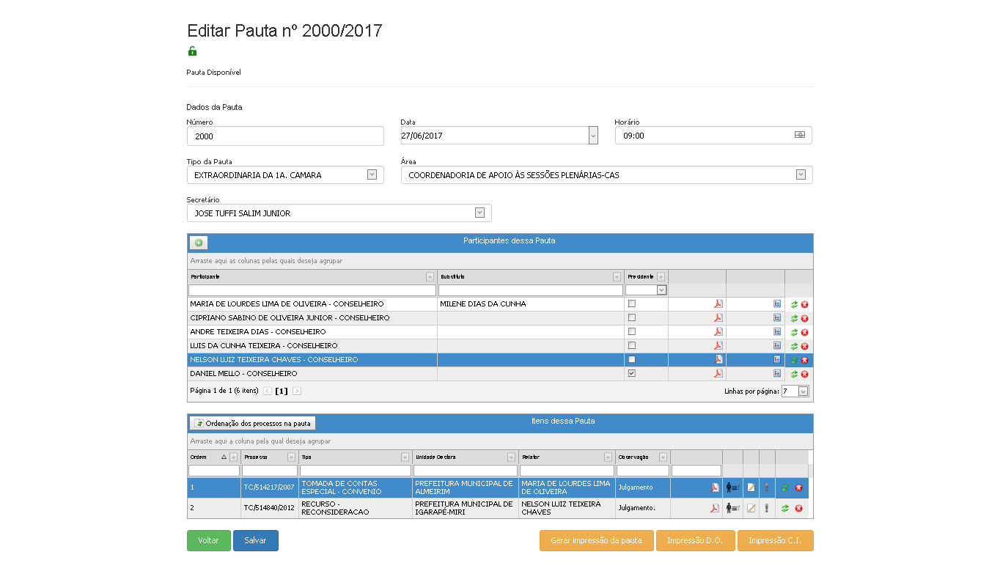 Editar Pauta nº 2000/2017
Pauta Disponível
Dados da Pauta
Número Data Horário
2000 27/06/2017 09:00
Tipo da Pauta Área
EXTRAORDINARIA DA 1A. CAMARA COORDENADORIA DE APOIO ÀS SESSÕES PLENÁRIAS-CAS
Secretário
JOSE TUFFI SALIM JUNIOR
Participantes dessa Pauta
Arraste aqui as colunas pelas quais deseja agrupar
Participante Substituto Presidente
MARIA DE LOURDES LIMA DE OLIVEIRA - CONSELHEIRO MILENE DIAS DA CUNHA
CIPRIANO SABINO DE OLIVEIRA JUNIOR - CONSELHEIRO
ANDRE TEIXEIRA DIAS - CONSELHEIRO
LUIS DA CUNHA TEIXEIRA - CONSELHEIRO
NELSON LUIZ TEIXEIRA CHAVES - CONSELHEIRO
DANIEL MELLO - CONSELHEIRO
Página 1 de 1 (6 itens) [1] Linhas por página: 7
Ordenação dos processos na pauta Itens dessa Pauta
Arraste aqui a coluna pela qual deseja agrupar
Ordem Processo Tipo Unidade Gestora Relator Observação
1 TC/514217/2007 TOMADA DE CONTAS ESPECIAL - CONVENIO PREFEITURA MUNICIPAL DE ALMEIRIM MARIA DE LOURDES LIMA DE OLIVEIRA Julgamento
2 TC/514840/2012 RECURSO - RECONSIDERACAO PREFEITURA MUNICIPAL DE IGARAPÉ-MIRI NELSON LUIZ TEIXEIRA CHAVES Julgamento.
Voltar Salvar Gerar impressão da pauta Impressão D.O. Impressão C.I.